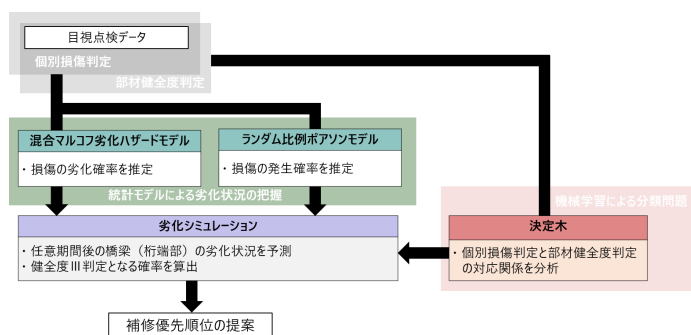 目視点検データ
個別損傷判定
部材健全度判定
混合マルコフ劣化ハザードモデル
・損傷の劣化確率を推定
ランダム比例ポアソンモデル
・損傷の発生確率を推定
統計モデルによる劣化状況の把握
機械学習による分類問題
劣化シミュレーション
・任意期間後の橋梁（桁端部）の劣化状況を予測
・健全度Ⅲ判定となる確率を算出
決定木
・個別損傷判定と部材健全度判定
の対応関係を分析
補修優先順位の提案